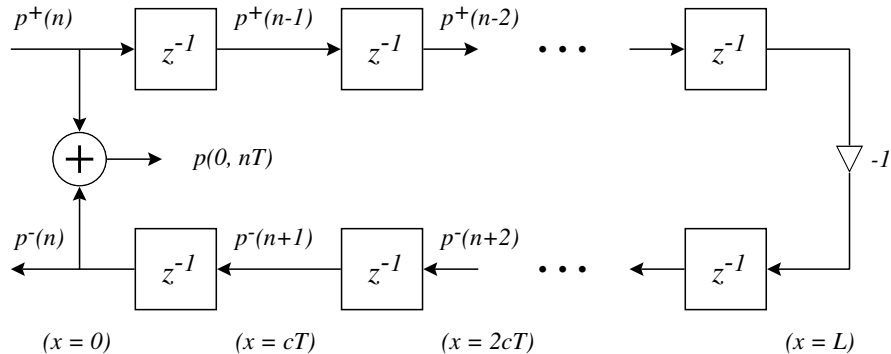 p⁺(n) p⁺(n-1) p⁺(n-2)
z⁻¹ z⁻¹ • • • z⁻¹
+ p(0, nT) -1
p⁻(n) p⁻(n+1) p⁻(n+2)
z⁻¹ z⁻¹ • • • z⁻¹
(x = 0) (x = cT) (x = 2cT) (x = L)